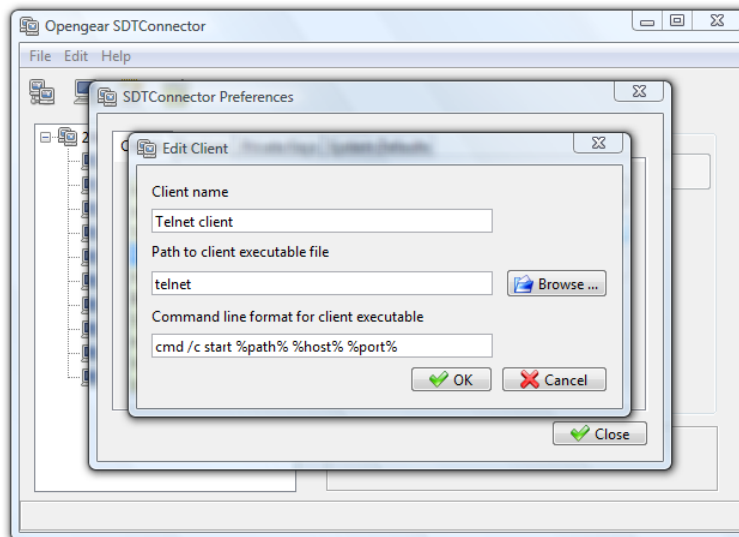 Opengear SDTConnector
File Edit Help
SDTConnector Preferences
Edit Client
Client name
Telnet client
Path to client executable file
telnet
Browse ...
Command line format for client executable
cmd /c start %path% %host% %port%
OK
Cancel
Close